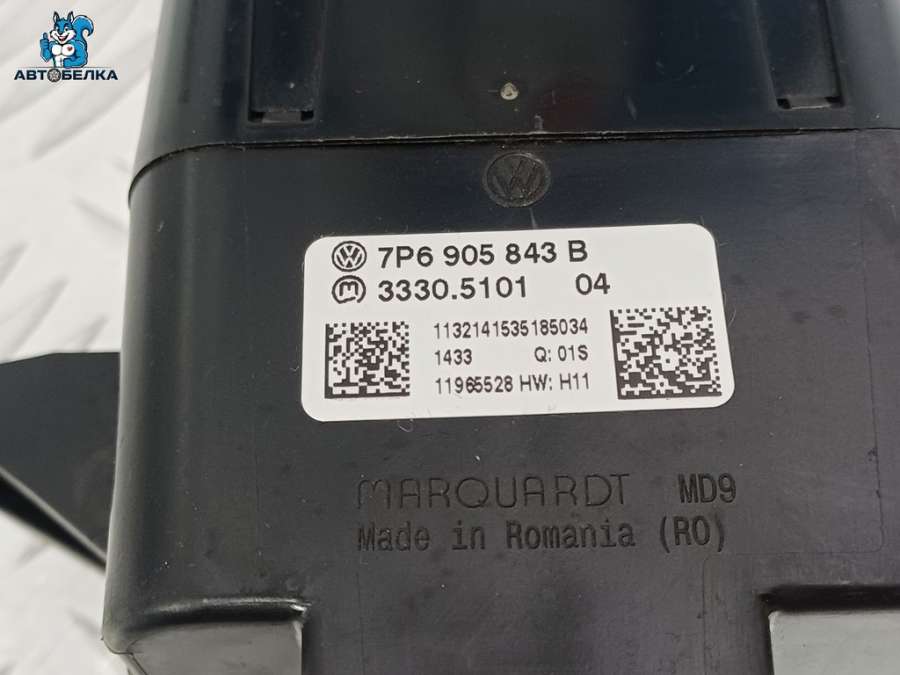 АВТОБЕЛКА
7P6 905 843 B
3330.5101 04
1132141535185034
1433 Q: 01S
11965528 HW: H11
MARQUARDT MD9
Made in Romania (RO)